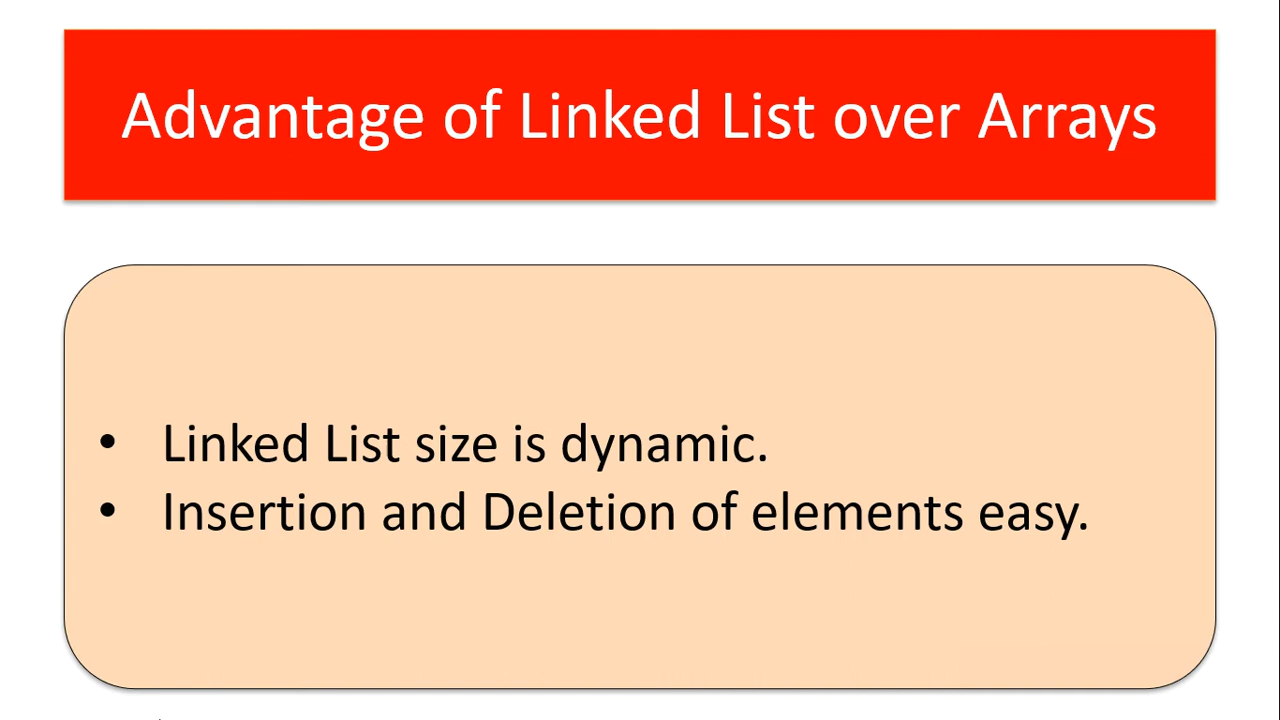 Advantage of Linked List over Arrays
• Linked List size is dynamic.
• Insertion and Deletion of elements easy.